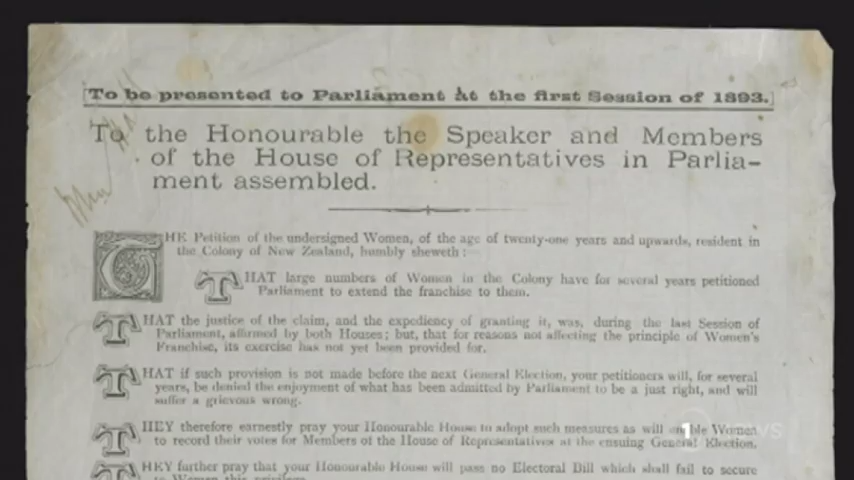 To be presented to Parliament at the first Session of 1893.
To the Honourable the Speaker and Members
of the House of Representatives in Parlia-
ment assembled.
THE Petition of the undersigned Women, of the age of twenty-one years and upwards, resident in
the Colony of New Zealand, humbly sheweth:
THAT large numbers of Women in the Colony have for several years petitioned
Parliament to extend the franchise to them.
THAT the justice of the claim, and the expediency of granting it, was, during the last Session of
Parliament, affirmed by both Houses; but, that for reasons not affecting the principle of Women's
Franchise, its exercise has not yet been provided for.
THAT if such provision is not made before the next General Election, your petitioners will, for several
years, be denied the enjoyment of what has been admitted by Parliament to be a just right, and will
suffer a grievous wrong.
THEY therefore earnestly pray your Honourable House to adopt such measures as will enable Women
to record their votes for Members of the House of Representatives at the ensuing General Election.
THEY further pray that your Honourable House will pass no Electoral Bill which shall fail to secure
to Women this privilege.
1 NEWS